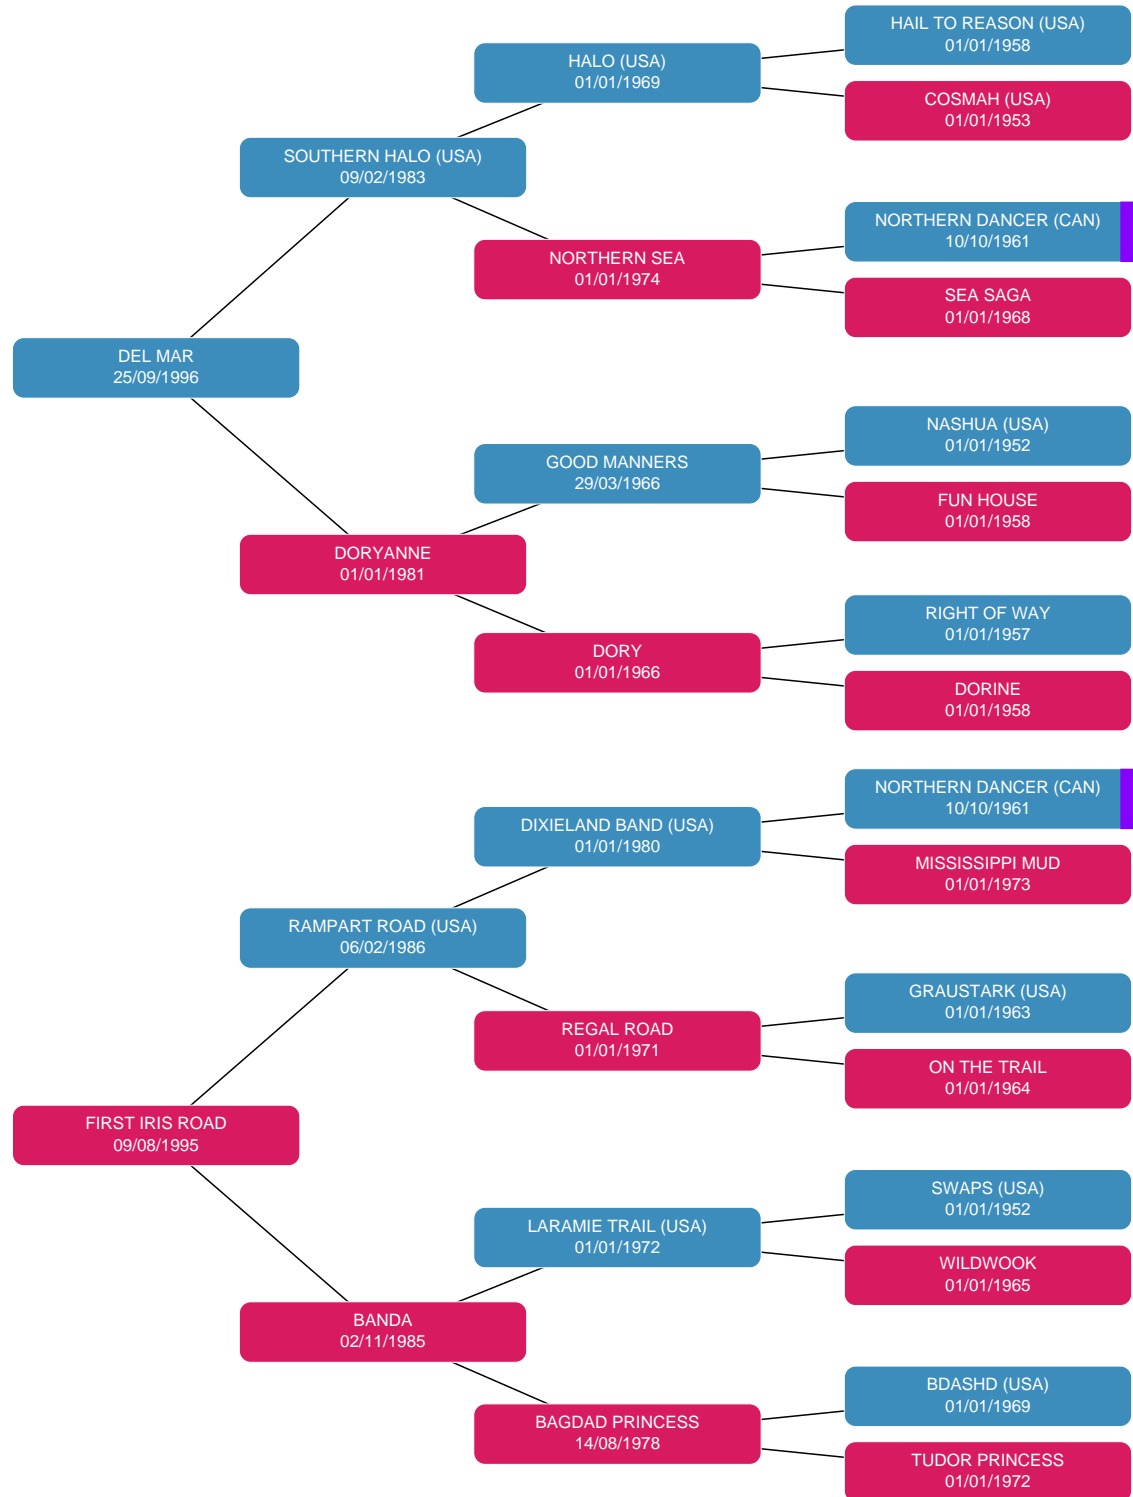 HAIL TO REASON (USA)
01/01/1958
HALO (USA)
01/01/1969
COSMAH (USA)
01/01/1953
SOUTHERN HALO (USA)
09/02/1983
NORTHERN DANCER (CAN)
10/10/1961
NORTHERN SEA
01/01/1974
SEA SAGA
01/01/1968
DEL MAR
25/09/1996
NASHUA (USA)
01/01/1952
GOOD MANNERS
29/03/1966
FUN HOUSE
01/01/1958
DORYANNE
01/01/1981
RIGHT OF WAY
01/01/1957
DORY
01/01/1966
DORINE
01/01/1958
NORTHERN DANCER (CAN)
10/10/1961
DIXIELAND BAND (USA)
01/01/1980
MISSISSIPPI MUD
01/01/1973
RAMPART ROAD (USA)
06/02/1986
GRAUSTARK (USA)
01/01/1963
REGAL ROAD
01/01/1971
ON THE TRAIL
01/01/1964
FIRST IRIS ROAD
09/08/1995
SWAPS (USA)
01/01/1952
LARAMIE TRAIL (USA)
01/01/1972
WILDWOOK
01/01/1965
BANDA
02/11/1985
BDASHD (USA)
01/01/1969
BAGDAD PRINCESS
14/08/1978
TUDOR PRINCESS
01/01/1972